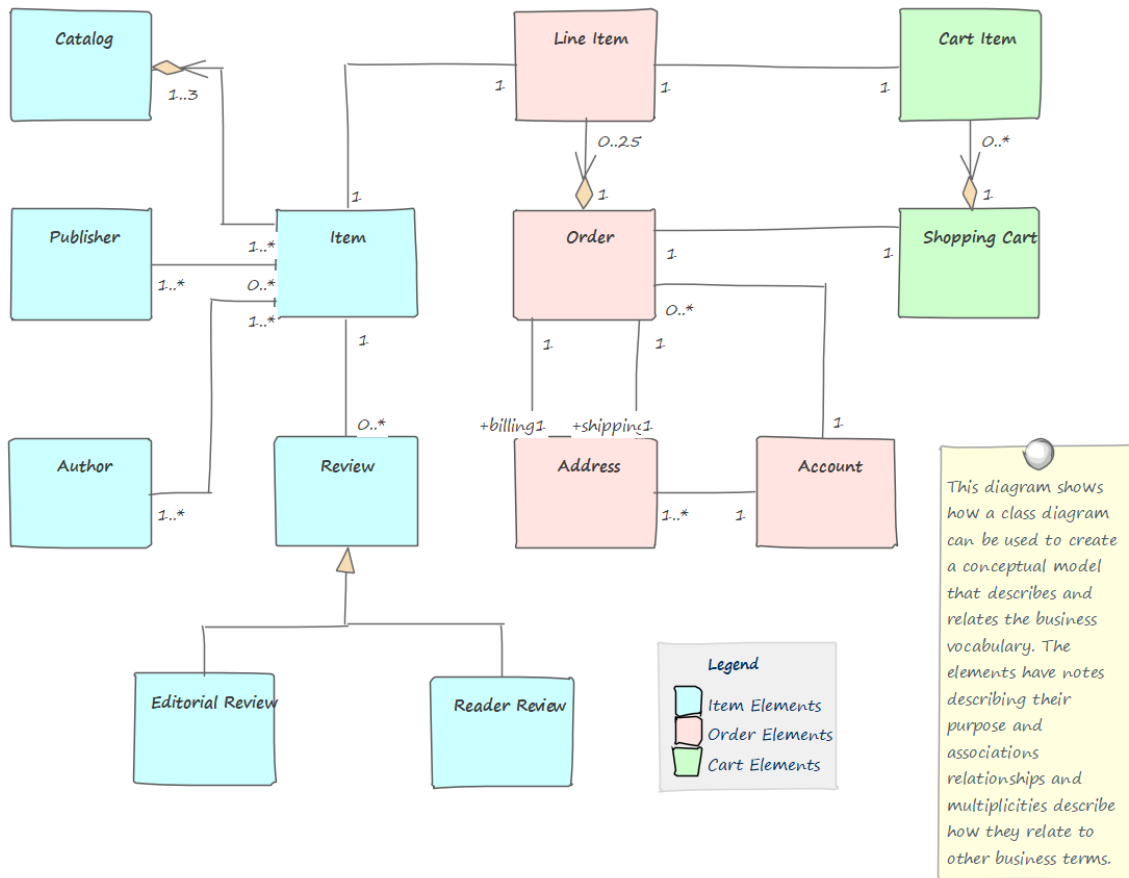 Catalog
Line Item
Cart Item
1..3
1
1
1
0..25
0..*
1
1
1
Publisher
Item
Order
Shopping Cart
1..*
1
1
1..*
0..*
0..*
1..*
1
1
1
0..*
+billing1
+shipping1
1
Author
Review
Address
Account
1..*
1..*
1
This diagram shows
how a class diagram
can be used to create
a conceptual model
that describes and
relates the business
vocabulary. The
elements have notes
describing their
purpose and
associations
relationships and
multiplicities describe
how they relate to
other business terms.
Editorial Review
Reader Review
Legend
Item Elements
Order Elements
Cart Elements